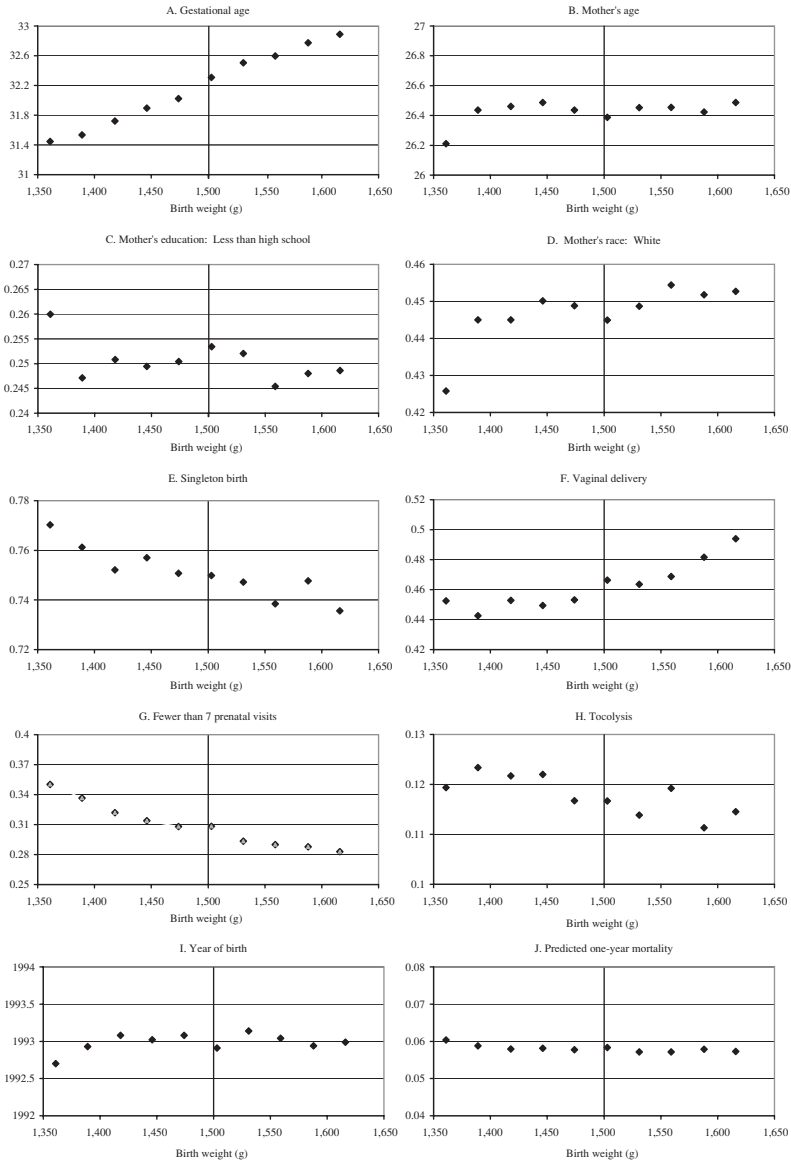 A. Gestational age
33
32.6
32.2
31.8
31.4
31
1,350 1,400 1,450 1,500 1,550 1,600 1,650
Birth weight (g)
B. Mother's age
27
26.8
26.6
26.4
26.2
26
1,350 1,400 1,450 1,500 1,550 1,600 1,650
Birth weight (g)
C. Mother's education: Less than high school
0.27
0.265
0.26
0.255
0.25
0.245
0.24
1,350 1,400 1,450 1,500 1,550 1,600 1,650
Birth weight (g)
D. Mother's race: White
0.46
0.45
0.44
0.43
0.42
1,350 1,400 1,450 1,500 1,550 1,600 1,650
Birth weight (g)
E. Singleton birth
0.78
0.76
0.74
0.72
1,350 1,400 1,450 1,500 1,550 1,600 1,650
Birth weight (g)
F. Vaginal delivery
0.52
0.5
0.48
0.46
0.44
0.42
1,350 1,400 1,450 1,500 1,550 1,600 1,650
Birth weight (g)
G. Fewer than 7 prenatal visits
0.4
0.37
0.34
0.31
0.28
0.25
1,350 1,400 1,450 1,500 1,550 1,600 1,650
Birth weight (g)
H. Tocolysis
0.13
0.12
0.11
0.1
1,350 1,400 1,450 1,500 1,550 1,600 1,650
Birth weight (g)
I. Year of birth
1994
1993.5
1993
1992.5
1992
1,350 1,400 1,450 1,500 1,550 1,600 1,650
Birth weight (g)
J. Predicted one-year mortality
0.08
0.07
0.06
0.05
0.04
1,350 1,400 1,450 1,500 1,550 1,600 1,650
Birth weight (g)